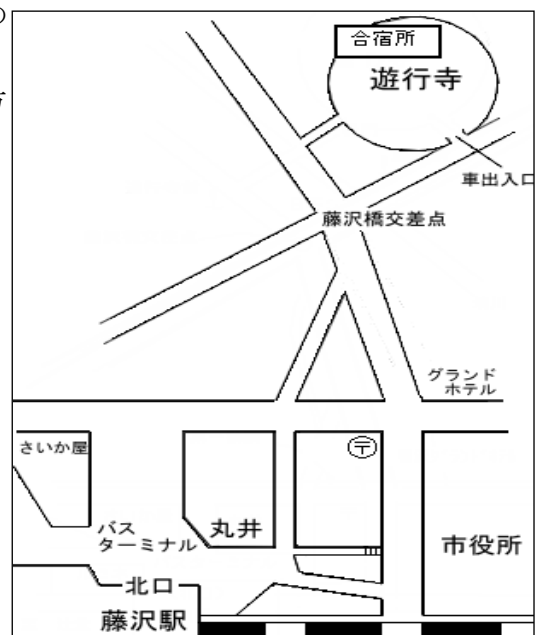 の
合宿所
遊行寺
車出入口
藤沢橋交差点
グランド
ホテル
さいか屋
〒
丸井
バス
ターミナル
市役所
北口
藤沢駅